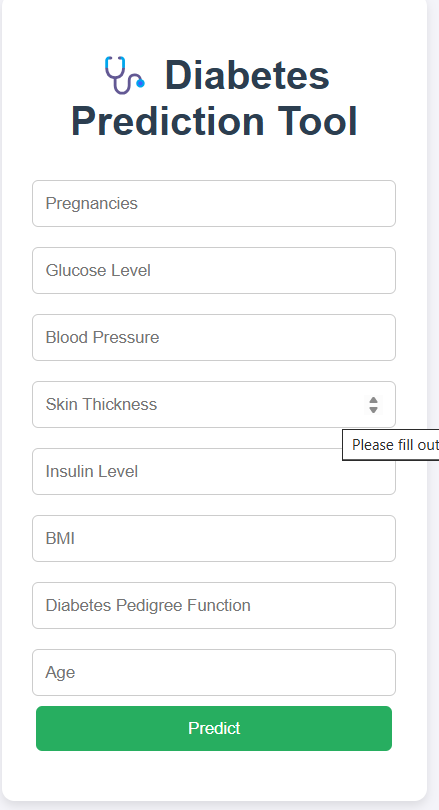 Diabetes
Prediction Tool
Pregnancies
Glucose Level
Blood Pressure
Skin Thickness
Please fill out
Insulin Level
BMI
Diabetes Pedigree Function
Age
Predict